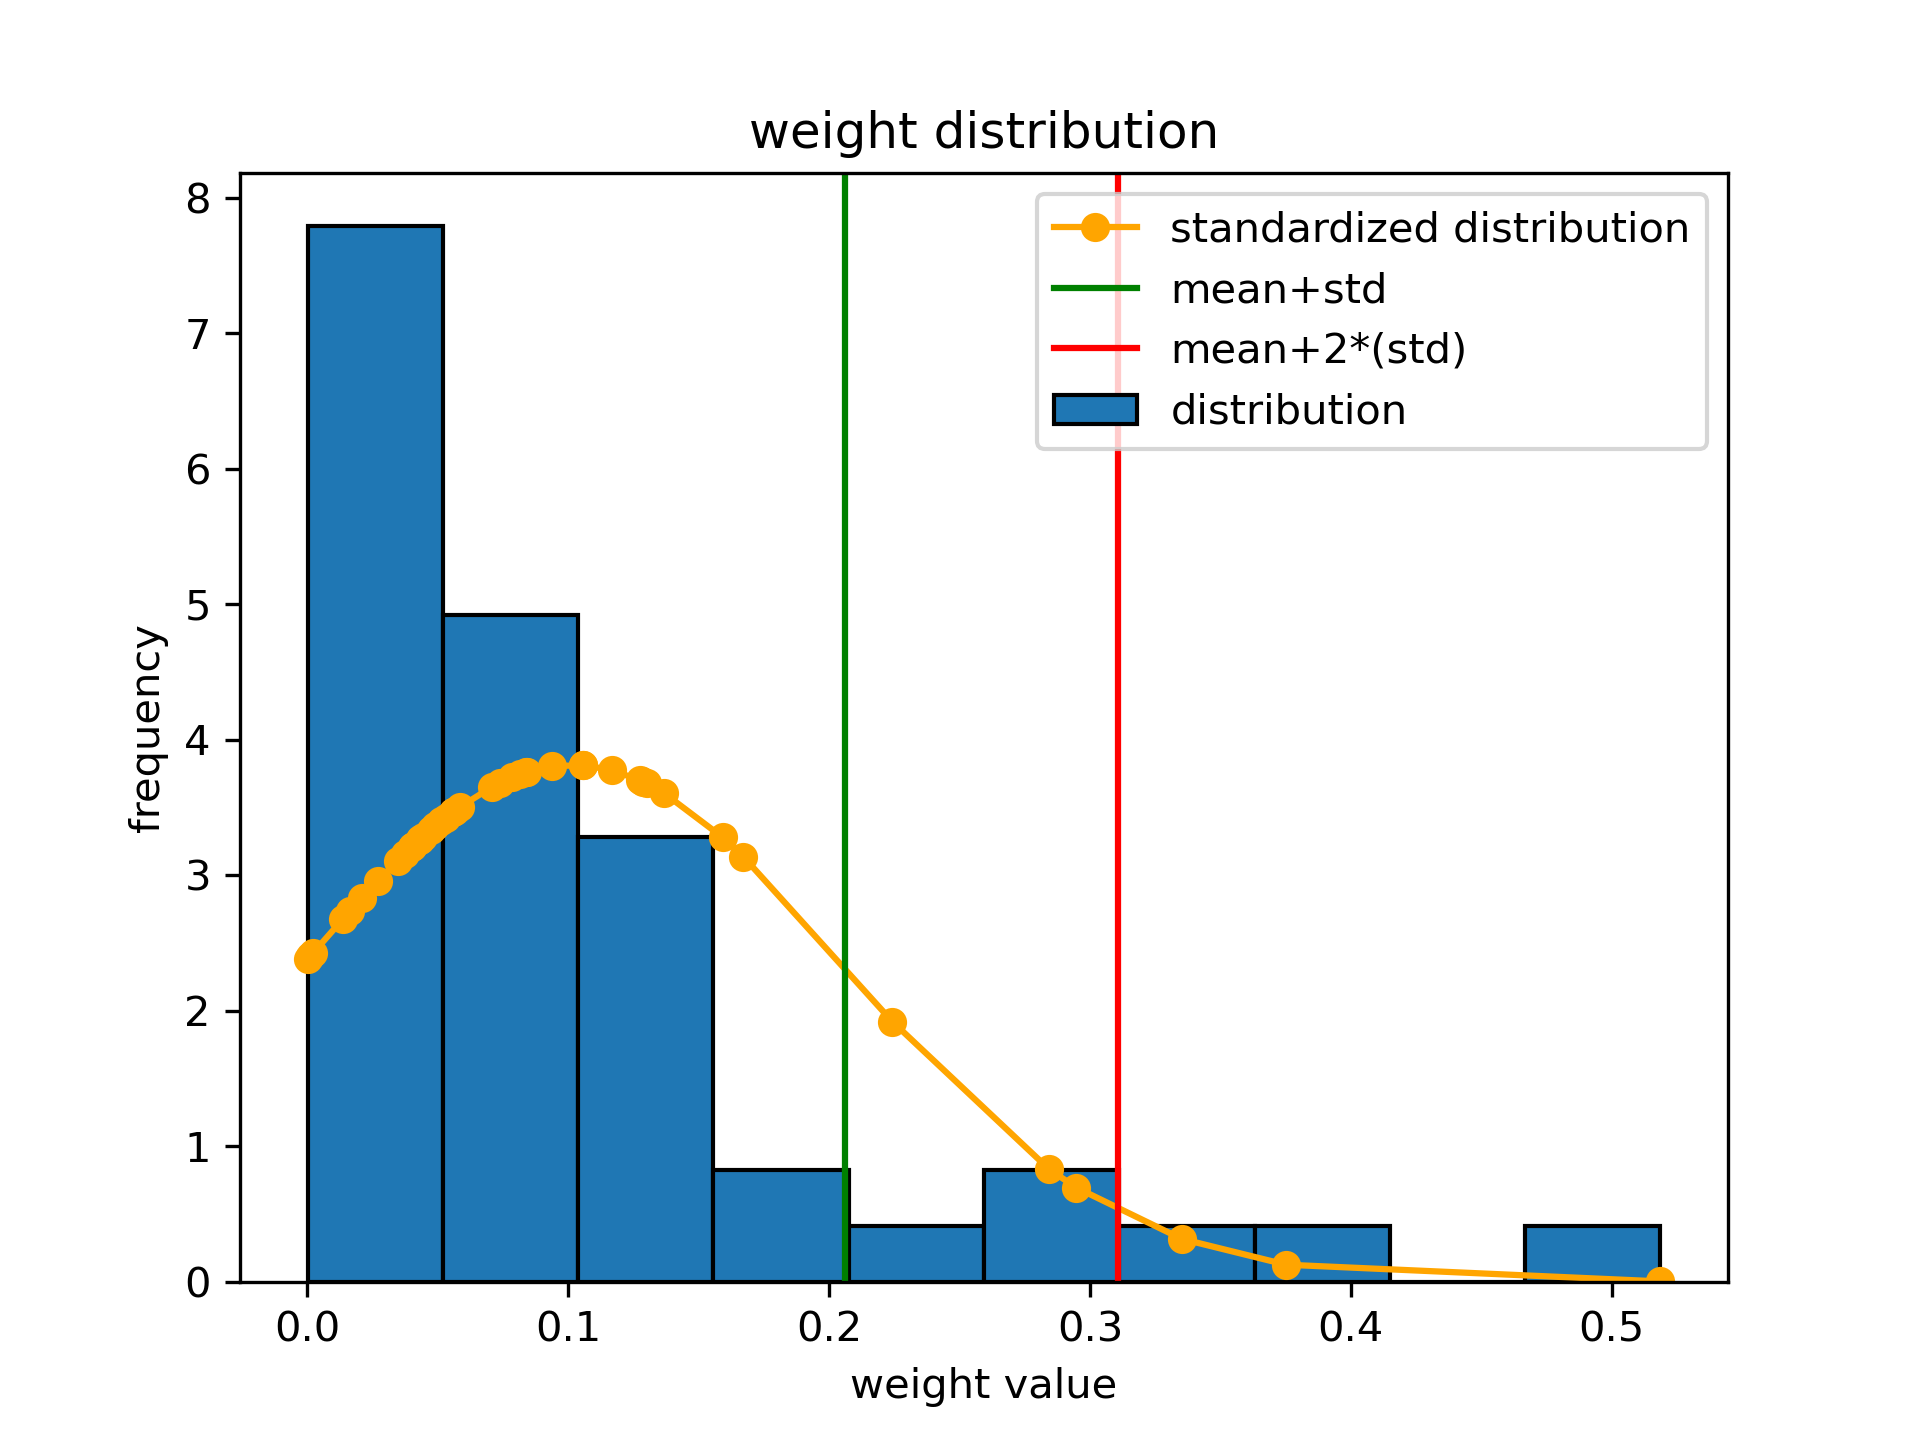 weight distribution
standardized distribution
mean+std
mean+2*(std)
distribution
8
7
6
5
4
3
2
1
0
frequency
0.0 0.1 0.2 0.3 0.4 0.5
weight value